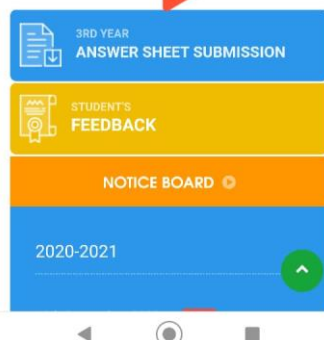 3RD YEAR
ANSWER SHEET SUBMISSION
STUDENT'S
FEEDBACK
NOTICE BOARD
2020-2021